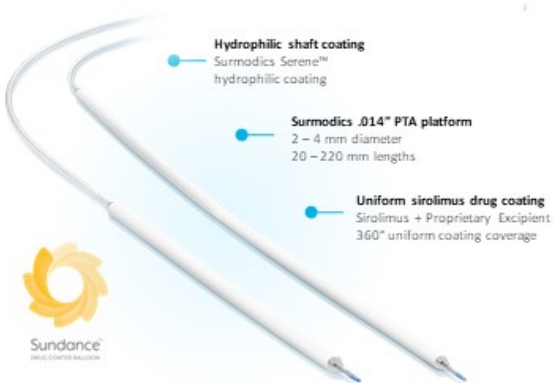 Hydrophilic shaft coating
Surmodics Serene™
hydrophilic coating
Surmodics .014" PTA platform
2 – 4 mm diameter
20 – 220 mm lengths
Uniform sirolimus drug coating
Sirolimus + Proprietary Excipient
360° uniform coating coverage
Sundance™
DRUG COATED BALLOON